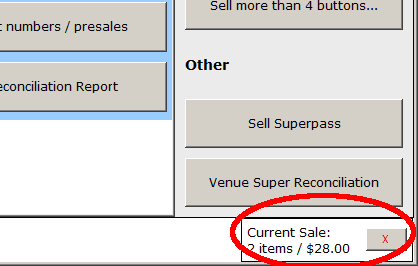 Sell more than 4 buttons...
t numbers / presales
Other
econciliation Report
Sell Superpass
Venue Super Reconciliation
Current Sale:
2 items / $28.00
X